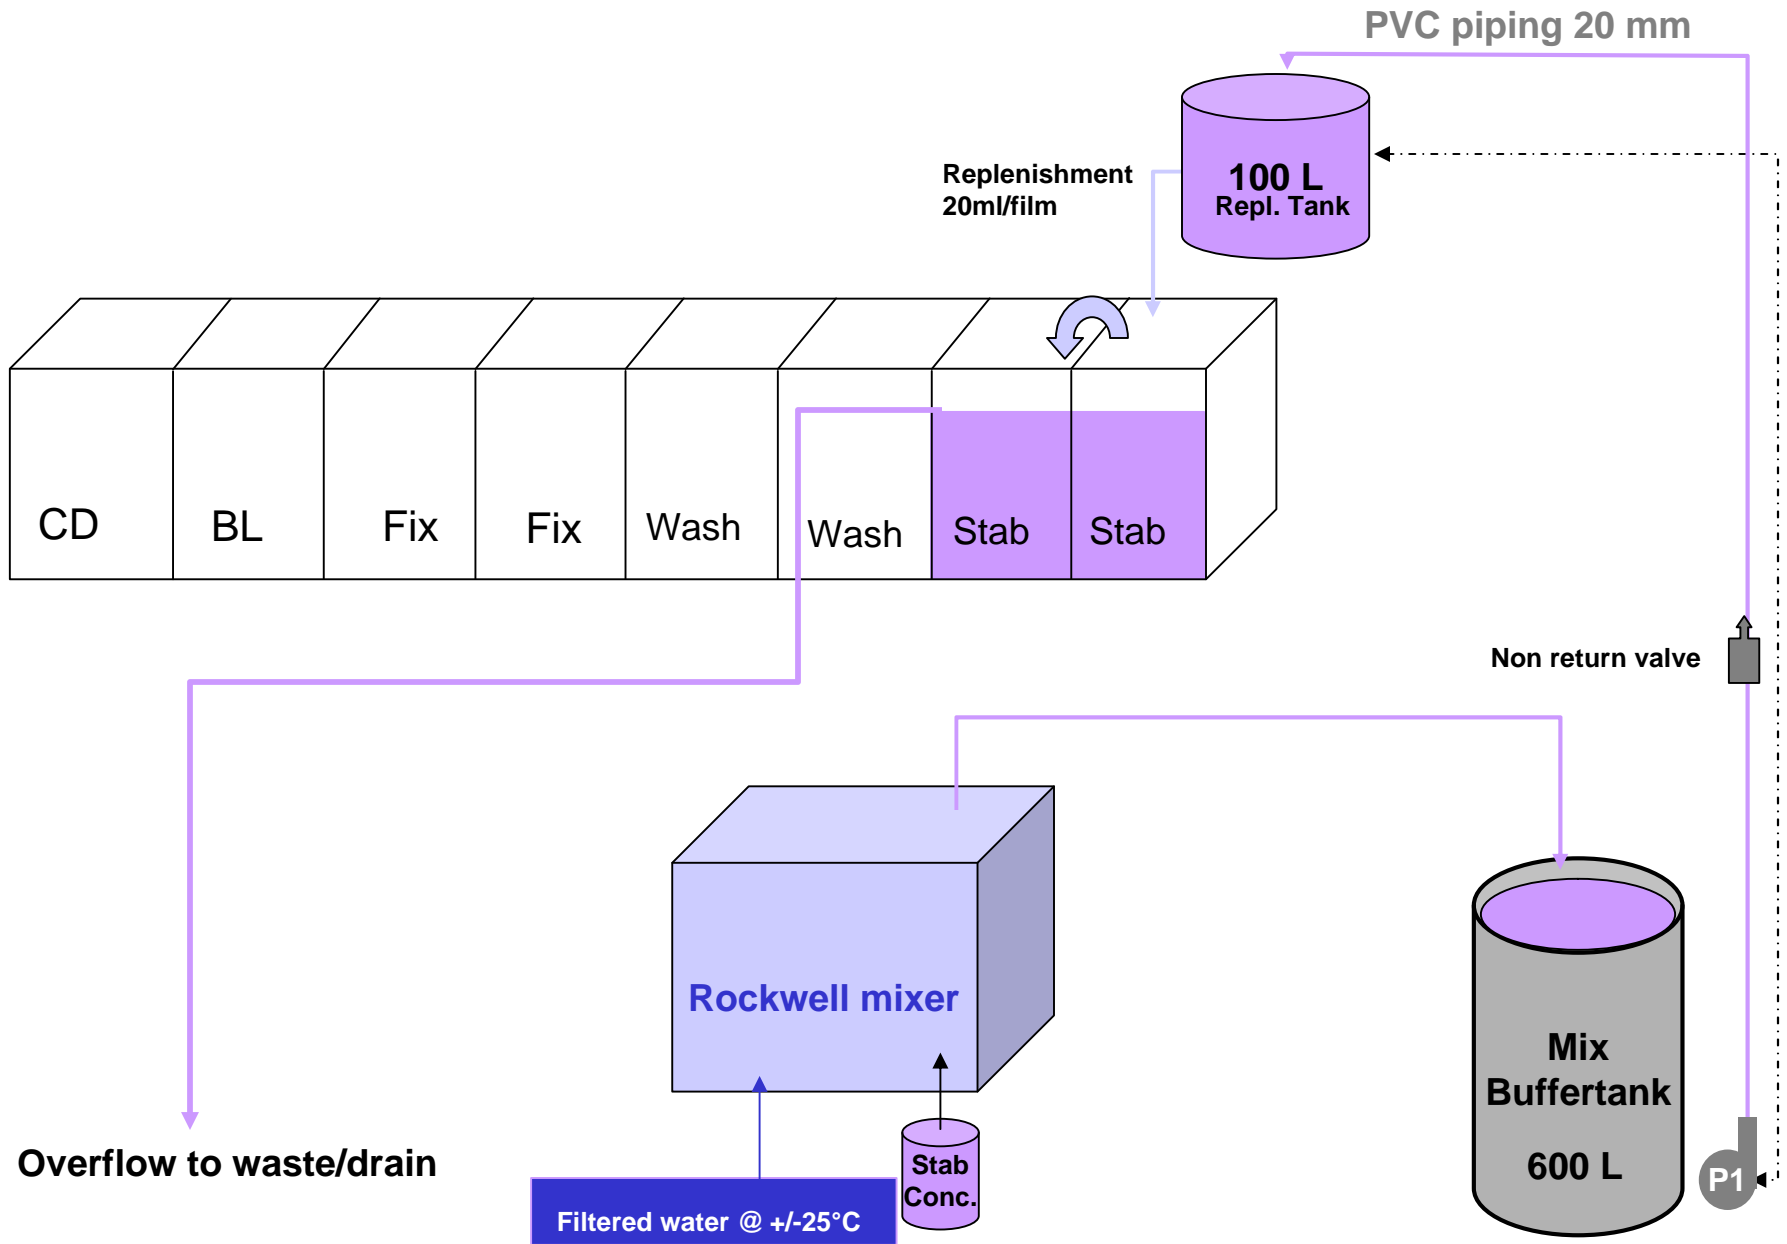 PVC piping 20 mm
Replenishment
20ml/film
100 L
Repl. Tank
CD
BL
Fix
Fix
Wash
Wash
Stab
Stab
Non return valve
Rockwell mixer
Mix
Buffertank
600 L
P1
Overflow to waste/drain
Stab
Conc.
Filtered water @ +/-25°C